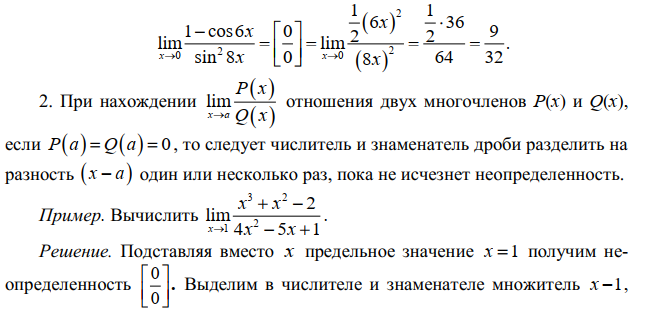 $$\lim_{x \to 0} \frac{1 - \cos 6x}{\sin^2 8x} = \left[\frac{0}{0}\right] = \lim_{x \to 0} \frac{\frac{1}{2}(6x)^2}{(8x)^2} = \frac{\frac{1}{2} \cdot 36}{64} = \frac{9}{32}.$$
2. При нахождении $\lim_{x \to a} \frac{P(x)}{Q(x)}$ отношения двух многочленов P(x) и Q(x),
если $P(a) = Q(a) = 0$, то следует числитель и знаменатель дроби разделить на
разность $(x - a)$ один или несколько раз, пока не исчезнет неопределенность.
Пример. Вычислить $\lim_{x \to 1} \frac{x^3 + x^2 - 2}{4x^2 - 5x + 1}$.
Решение. Подставляя вместо $x$ предельное значение $x = 1$ получим не-
определенность $\left[\frac{0}{0}\right]$. Выделим в числителе и знаменателе множитель $x - 1$,